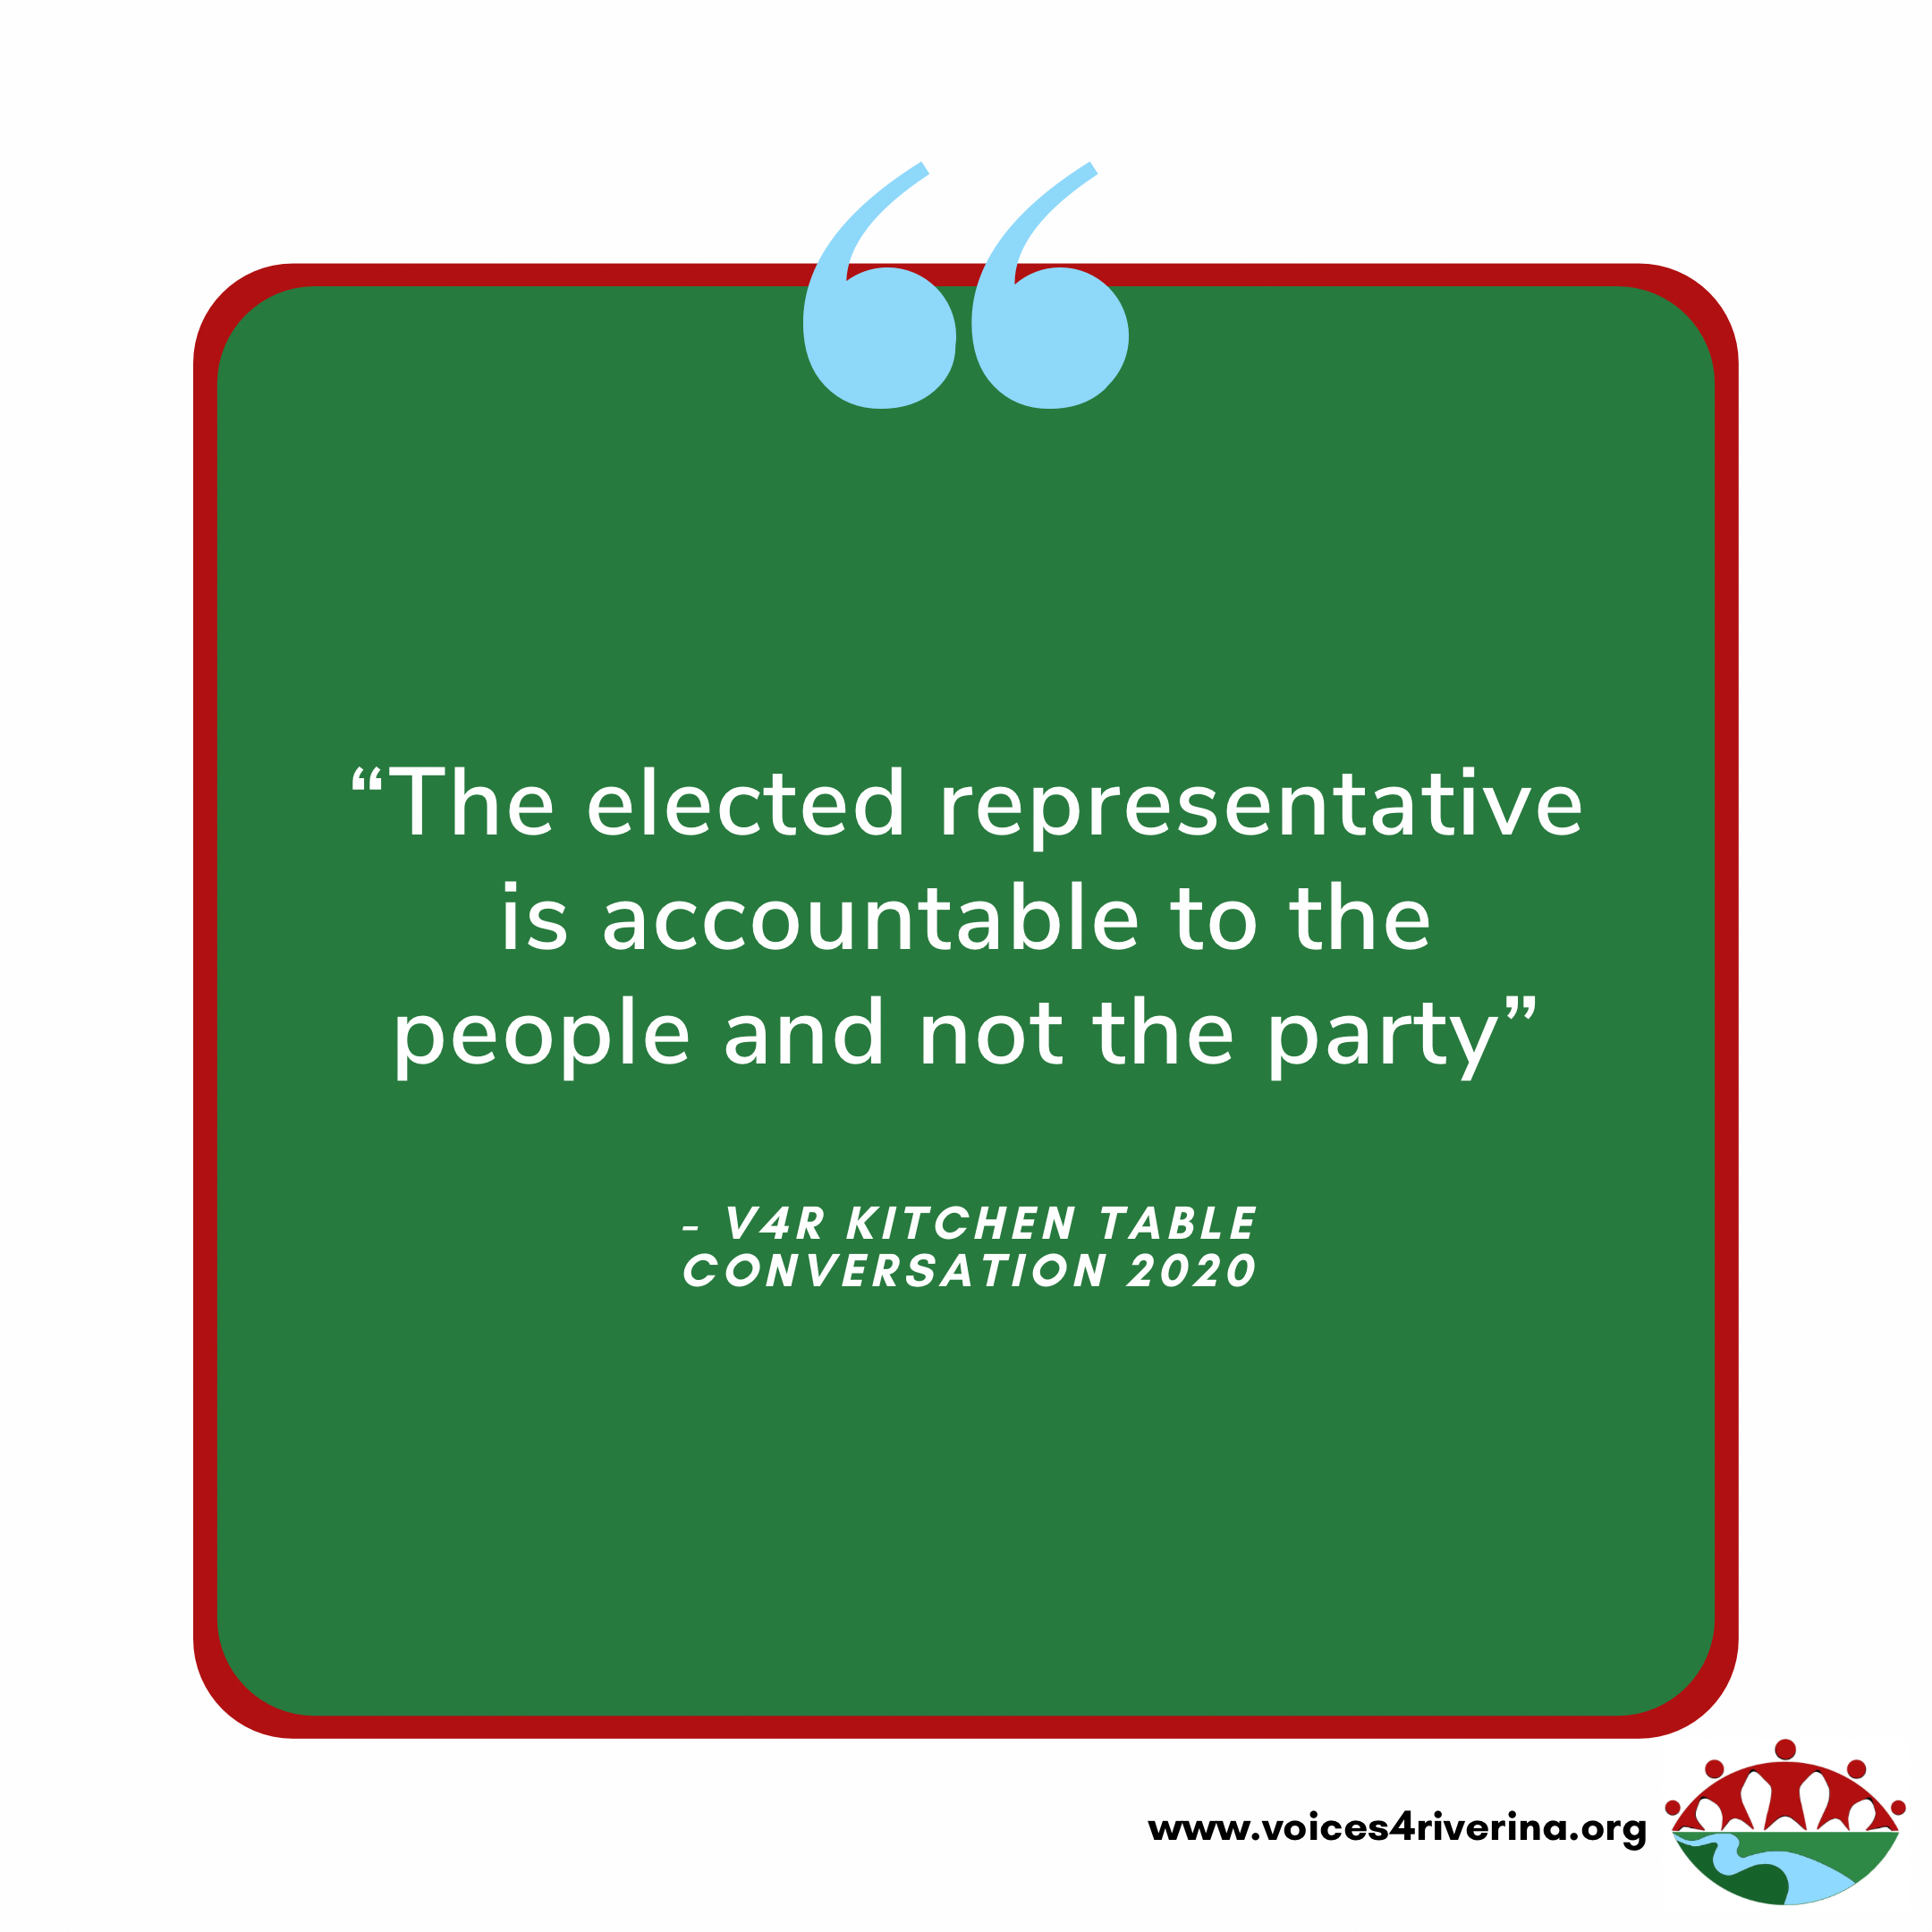 “The elected representative
is accountable to the
people and not the party”
– V4R KITCHEN TABLE
CONVERSATION 2020
www.voices4riverina.org